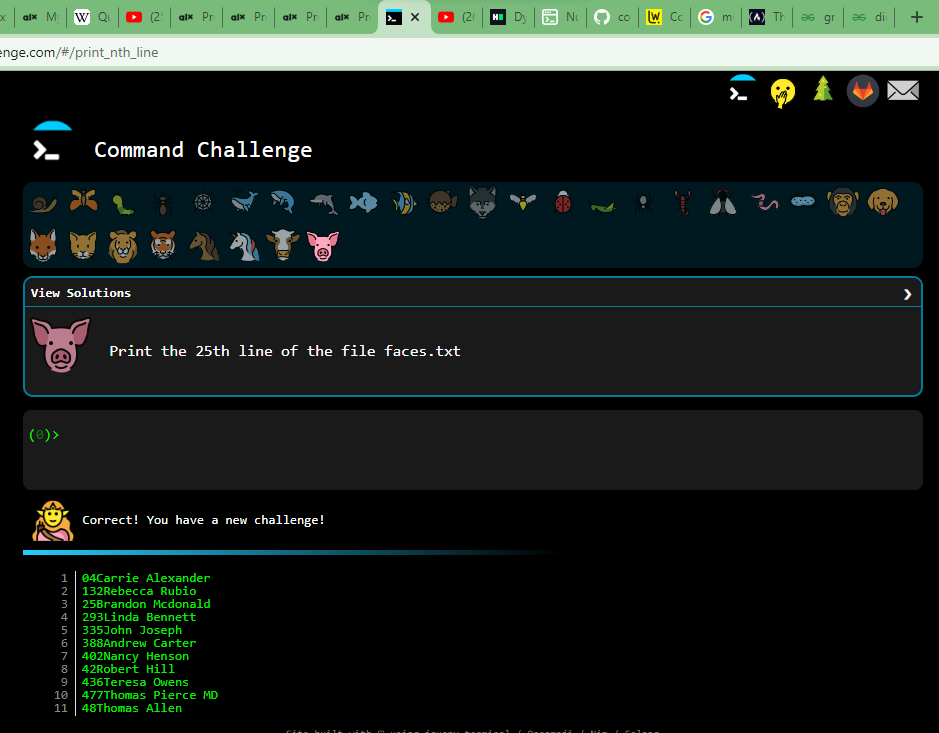 x
alx
My
W
Qu
(2
alx
Pr
alx
Pr
alx
Pr
alx
Pr
(2
H
Dy
Nu
co
LW
Cc
G
m
Th
gr
di
enge.com/#/print_nth_line
Command Challenge
View Solutions
Print the 25th line of the file faces.txt
(0)>
Correct! You have a new challenge!
1 04Carrie Alexander
2 132Rebecca Rubio
3 25Brandon Mcdonald
4 293Linda Bennett
5 335John Joseph
6 388Andrew Carter
7 402Nancy Henson
8 42Robert Hill
9 436Teresa Owens
10 477Thomas Pierce MD
11 48Thomas Allen